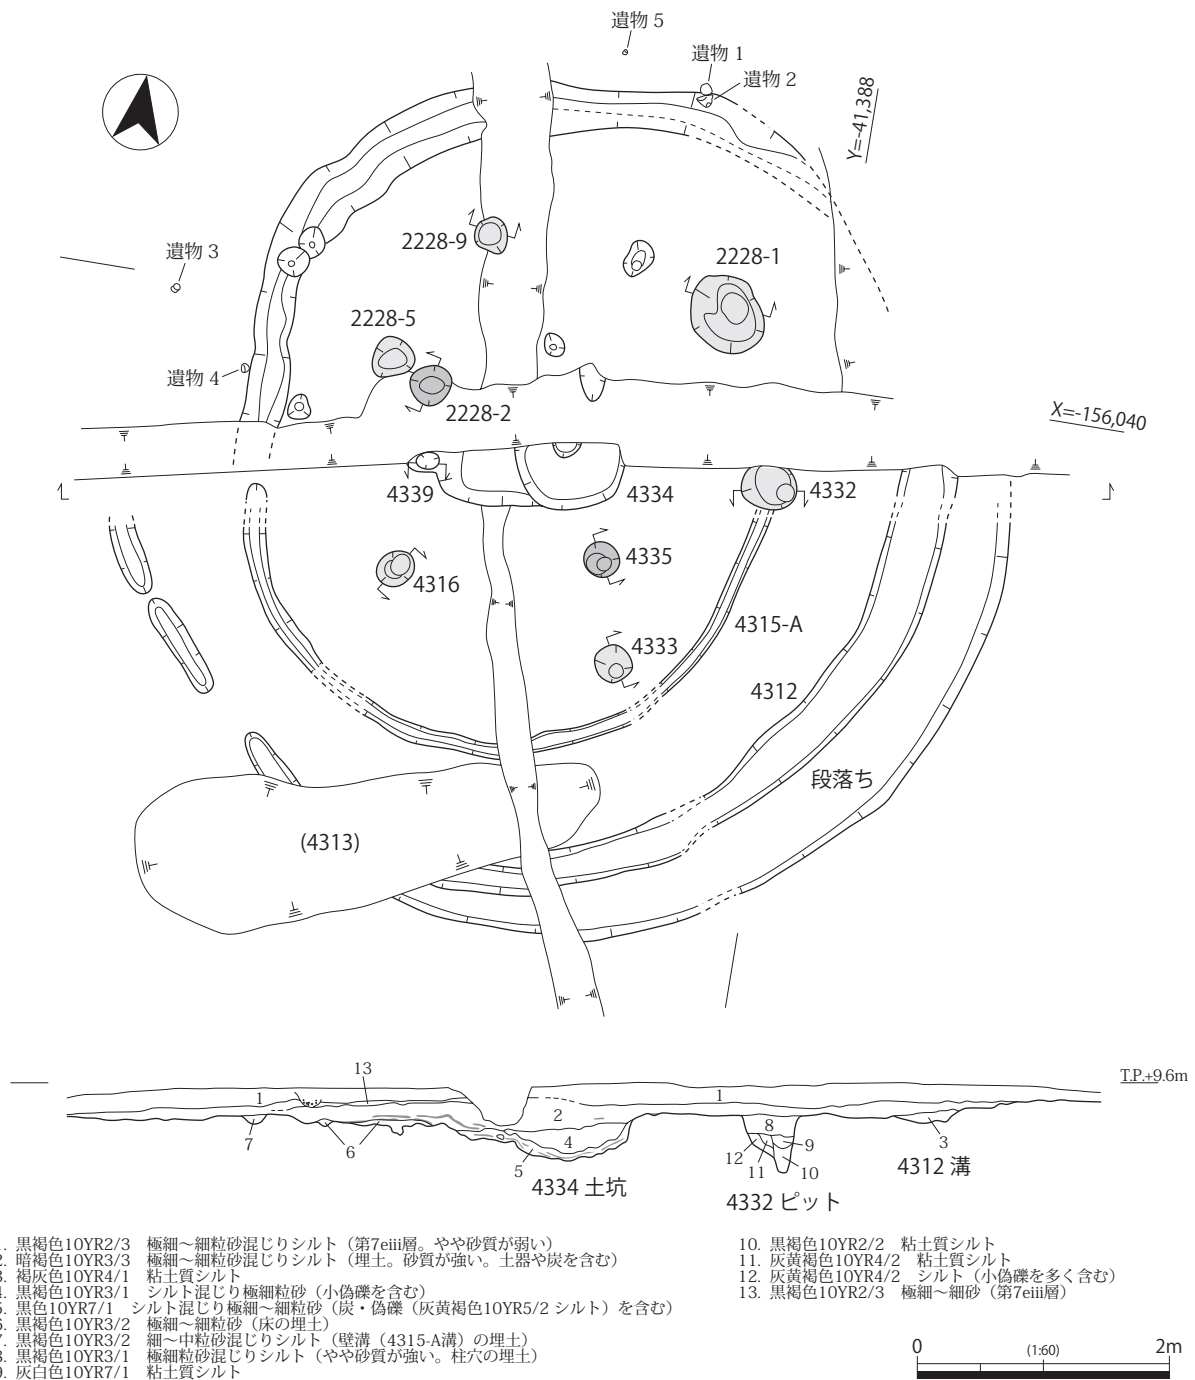 遺物 5
遺物 1
遺物 2
Y=-41,388
2228-9
遺物 3
2228-1
2228-5
遺物 4
2228-2
X=-156,040
4339
4334
4332
4335
4316
4315-A
4333
4312
段落ち
(4313)
13
T.P.+9.6m
1
1
2
8
4
9
7
6
12
3
5
11
10
4312 溝
4334 土坑
4332 ピット
. 黒褐色10YR2/3 極細～細粒砂混じりシルト（第7eiii層。やや砂質が弱い）
2. 暗褐色10YR3/3 極細～細粒砂混じりシルト（埋土。砂質が強い。土器や炭を含む）
3. 褐灰色10YR4/1 粘土質シルト
4. 黒褐色10YR3/1 シルト混じり極細粒砂（小偽礫を含む）
5. 黒色10YR7/1 シルト混じり極細～細粒砂（炭・偽礫（灰黄褐色10YR5/2 シルト）を含む）
6. 黒褐色10YR3/2 極細～細粒砂（床の埋土）
7. 黒褐色10YR3/2 細～中粒砂混じりシルト（壁溝（4315-A溝）の埋土）
8. 黒褐色10YR3/1 極細粒砂混じりシルト（やや砂質が強い。柱穴の埋土）
9. 灰白色10YR7/1 粘土質シルト
10. 黒褐色10YR2/2 粘土質シルト
11. 灰黄褐色10YR4/2 粘土質シルト
12. 灰黄褐色10YR4/2 シルト（小偽礫を多く含む）
13. 黒褐色10YR2/3 極細～細砂（第7eiii層）
0 (1:60) 2m